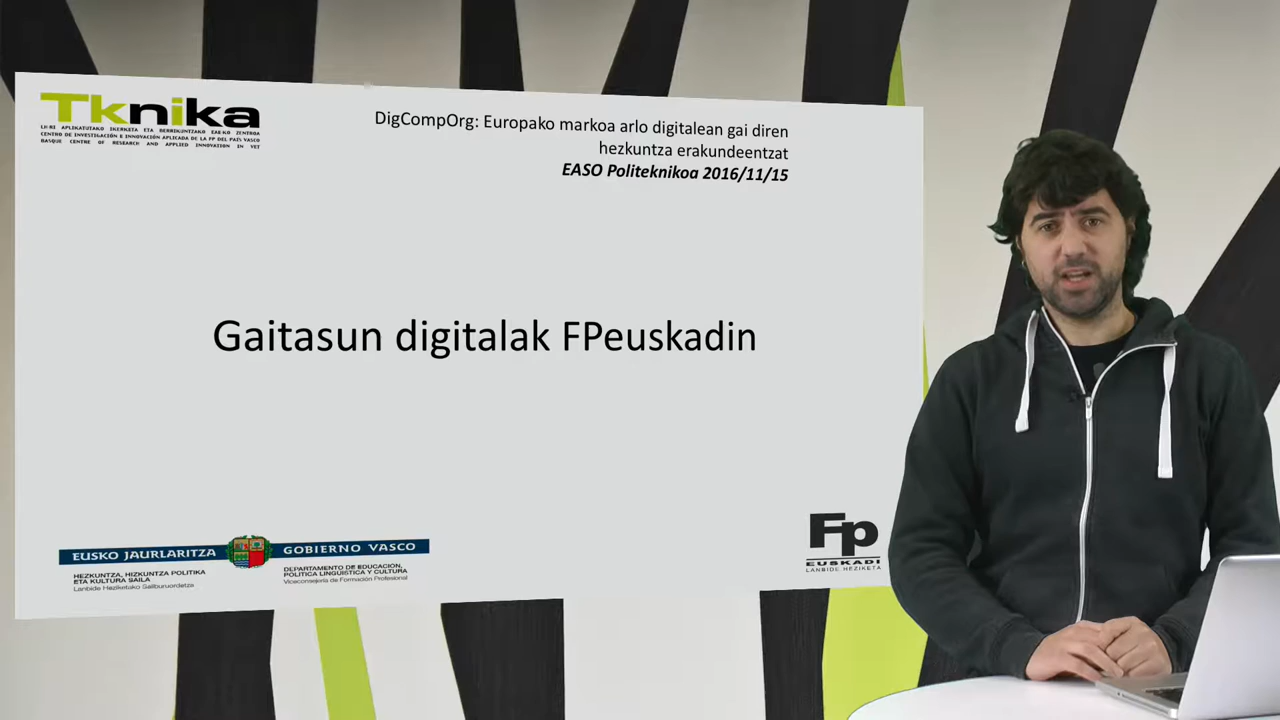 Tknika
LH-RI APLIKATUTAKO IKERKETA ETA BERRIKUNTZAKO EAE-KO ZENTROA
CENTRO DE INVESTIGACIÓN E INNOVACIÓN APLICADA DE LA FP DEL PAÍS VASCO
BASQUE CENTRE OF RESEARCH AND APPLIED INNOVATION IN VET
DigCompOrg: Europako markoa arlo digitalean gai diren
hezkuntza erakundeentzat
EASO Politeknikoa 2016/11/15
Gaitasun digitalak FPeuskadin
EUSKO JAURLARITZA
GOBIERNO VASCO
HEZKUNTZA, HIZKUNTZA POLITIKA
ETA KULTURA SAILA
Lanbide Heziketako Sailburuordetza
DEPARTAMENTO DE EDUCACIÓN,
POLÍTICA LINGÜÍSTICA Y CULTURA
Viceconsejería de Formación Profesional
Fp
EUSKADI
LANBIDE HEZIKETA